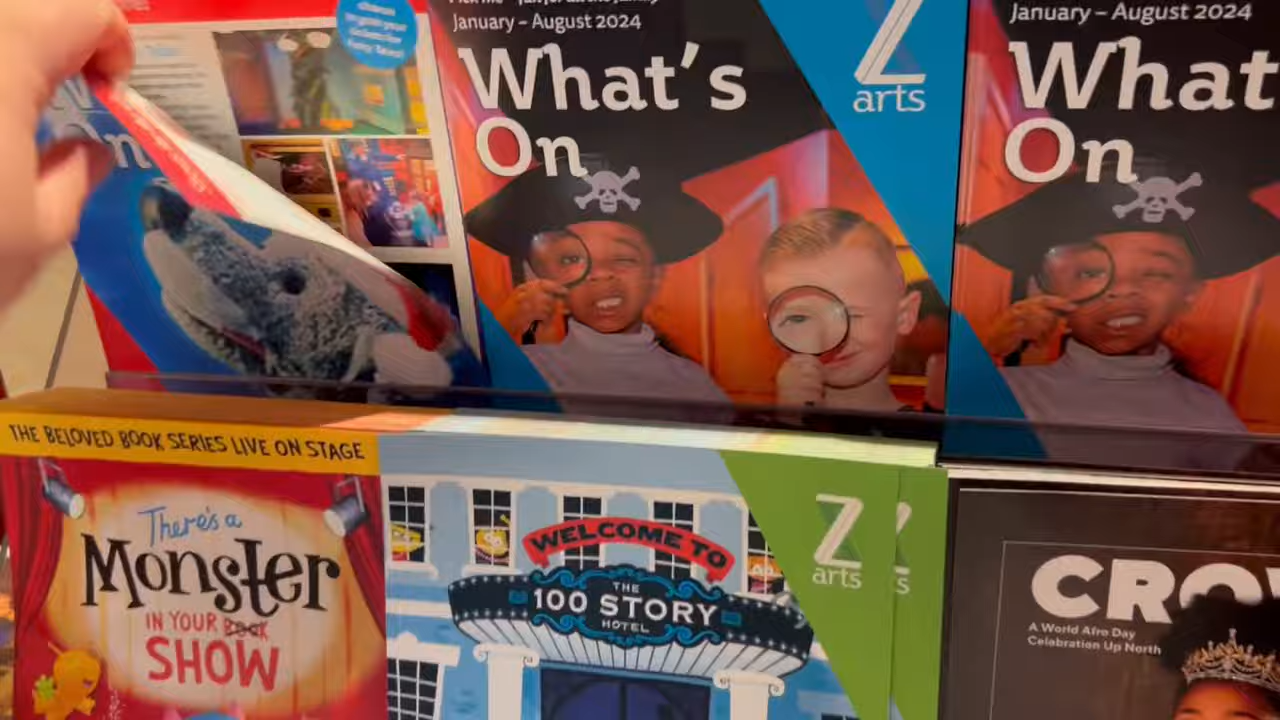 January – August 2024
What's
On
Z
arts
January – August 2024
What
On
On
THE BELOVED BOOK SERIES LIVE ON STAGE
There's a
Monster
IN YOUR BOOK
SHOW
WELCOME TO
THE
100 STORY
HOTEL
Z
arts
Z
s
CRO
A World Afro Day
Celebration Up North